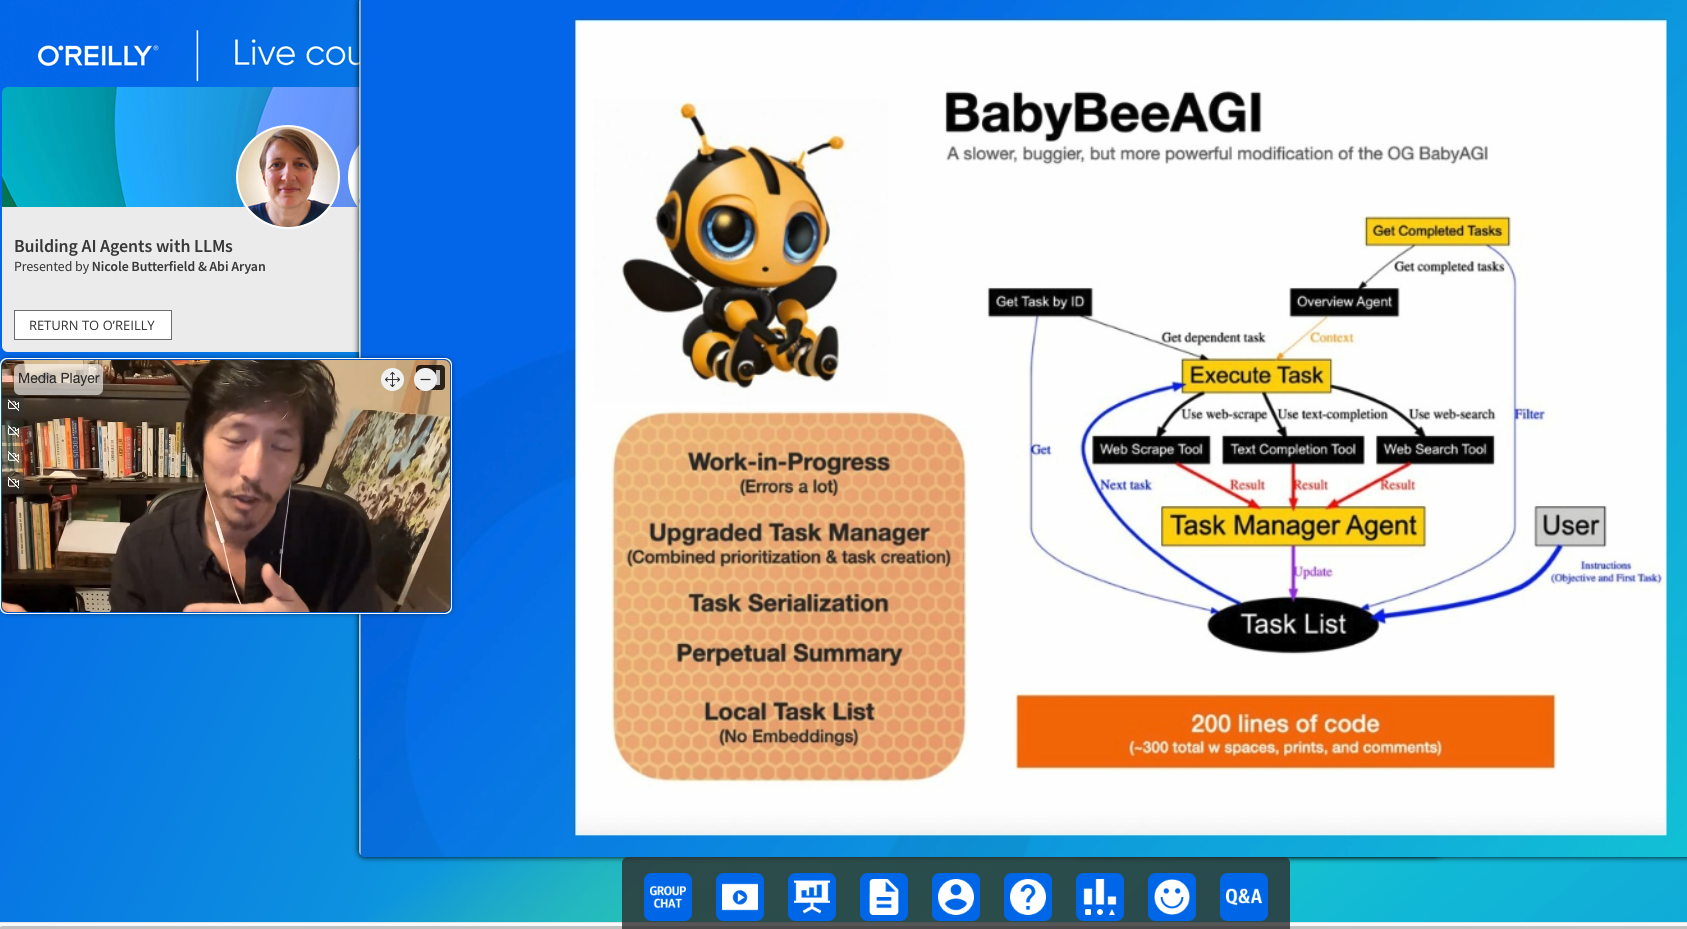 O'REILLY®
Live cou
Building AI Agents with LLMs
Presented by Nicole Butterfield & Abi Aryan
RETURN TO O'REILLY
Media Player
BabyBeeAGI
A slower, buggier, but more powerful modification of the OG BabyAGI
Work-in-Progress
(Errors a lot)
Upgraded Task Manager
(Combined prioritization & task creation)
Task Serialization
Perpetual Summary
Local Task List
(No Embeddings)
Get Completed Tasks
Get completed tasks
Get Task by ID
Overview Agent
Get dependent task
Context
Execute Task
Use web-scrape
Use text-completion
Use web-search
Filter
Get
Web Scrape Tool
Text Completion Tool
Web Search Tool
Next task
Result
Result
Result
Task Manager Agent
User
Update
Instructions
(Objective and First Task)
Task List
200 lines of code
(~300 total w spaces, prints, and comments)
GROUP
CHAT
Q&A